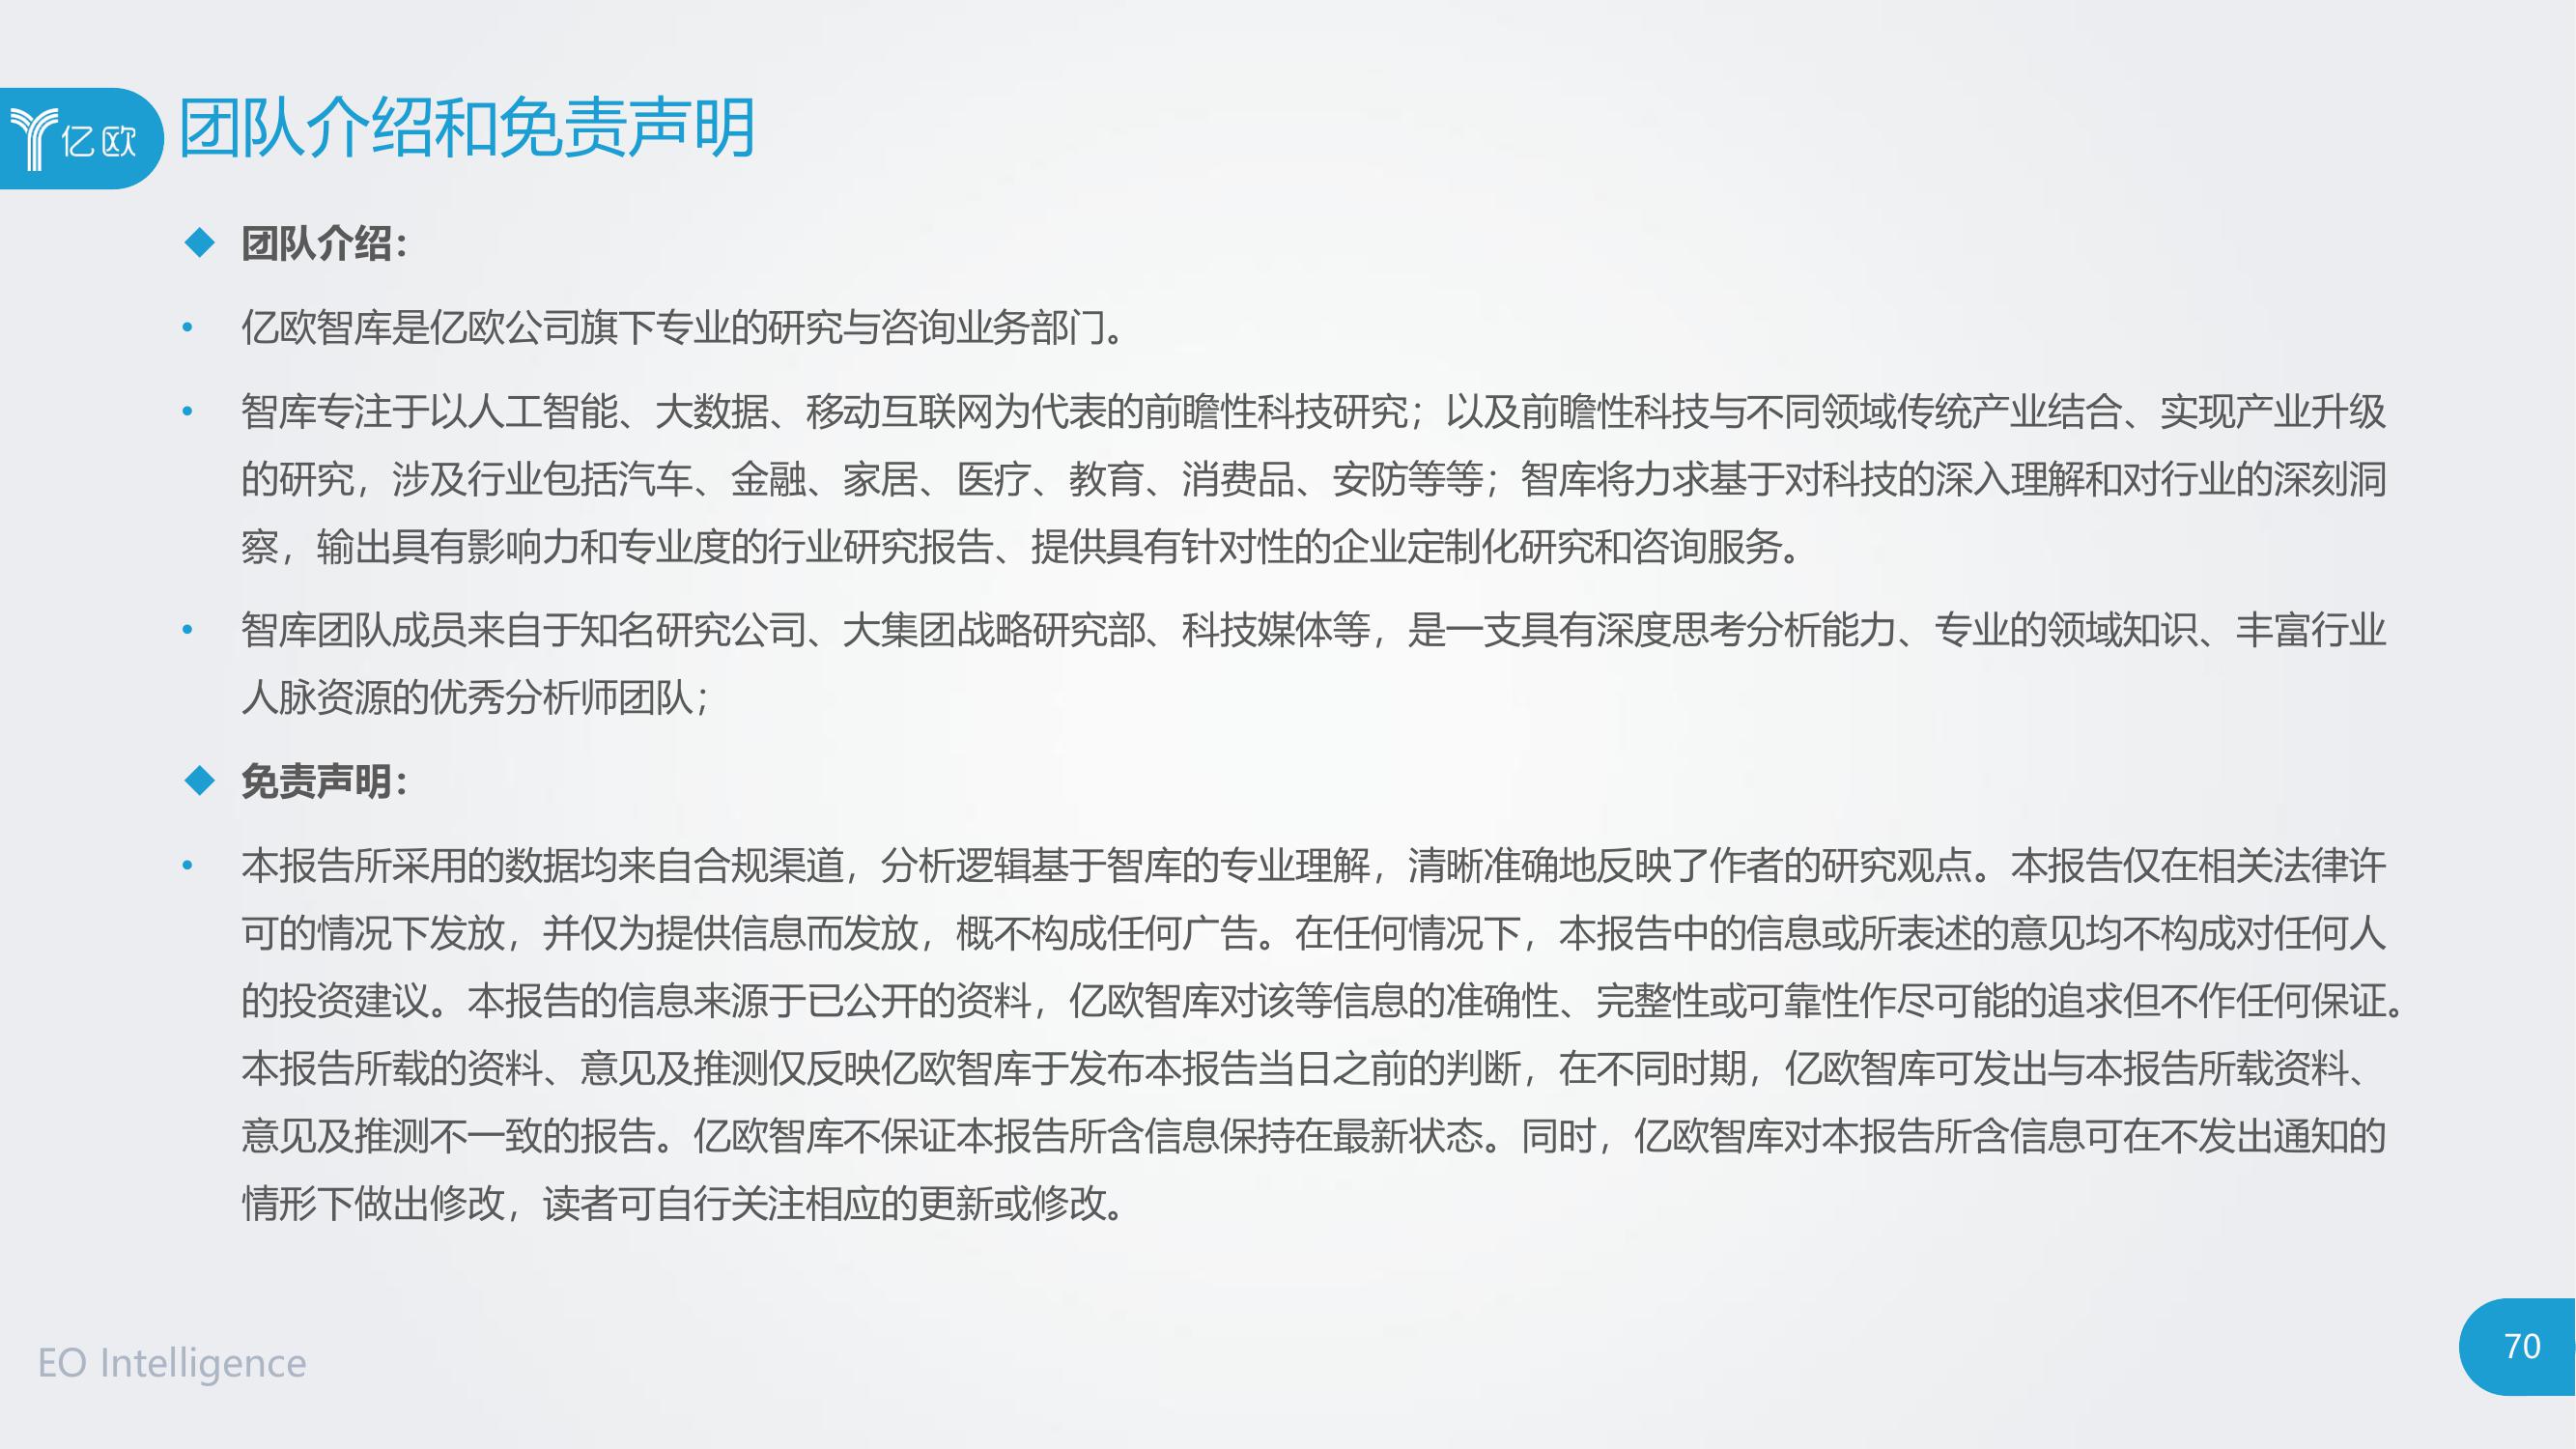 亿欧
团队介绍和免责声明
◆ 团队介绍：
• 亿欧智库是亿欧公司旗下专业的研究与咨询业务部门。
• 智库专注于以人工智能、大数据、移动互联网为代表的前瞻性科技研究；以及前瞻性科技与不同领域传统产业结合、实现产业升级
的研究，涉及行业包括汽车、金融、家居、医疗、教育、消费品、安防等等；智库将力求基于对科技的深入理解和对行业的深刻洞
察，输出具有影响力和专业度的行业研究报告、提供具有针对性的企业定制化研究和咨询服务。
• 智库团队成员来自于知名研究公司、大集团战略研究部、科技媒体等，是一支具有深度思考分析能力、专业的领域知识、丰富行业
人脉资源的优秀分析师团队；
◆ 免责声明：
• 本报告所采用的数据均来自合规渠道，分析逻辑基于智库的专业理解，清晰准确地反映了作者的研究观点。本报告仅在相关法律许
可的情况下发放，并仅为提供信息而发放，概不构成任何广告。在任何情况下，本报告中的信息或所表述的意见均不构成对任何人
的投资建议。本报告的信息来源于已公开的资料，亿欧智库对该等信息的准确性、完整性或可靠性作尽可能的追求但不作任何保证。
本报告所载的资料、意见及推测仅反映亿欧智库于发布本报告当日之前的判断，在不同时期，亿欧智库可发出与本报告所载资料、
意见及推测不一致的报告。亿欧智库不保证本报告所含信息保持在最新状态。同时，亿欧智库对本报告所含信息可在不发出通知的
情形下做出修改，读者可自行关注相应的更新或修改。
EO Intelligence
70